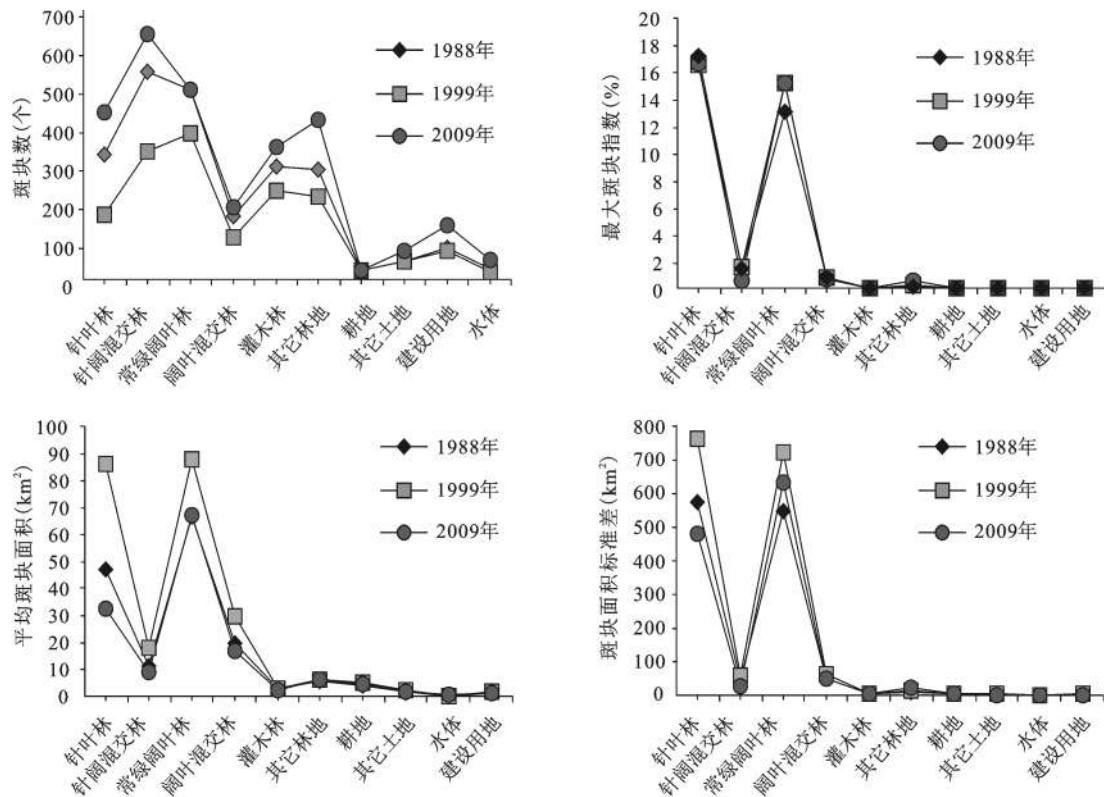 斑块数(个)
700
600
500
400
300
200
100
0
1988年
1999年
2009年
针叶林
针阔混交林
常绿阔叶林
阔叶混交林
灌木林
其它林地
耕地
其它土地
建设用地
水体
最大斑块指数(%)
20
18
16
14
12
10
8
6
4
2
0
1988年
1999年
2009年
针叶林
针阔混交林
常绿阔叶林
阔叶混交林
灌木林
其它林地
耕地
其它土地
水体
建设用地
平均斑块面积(km²)
100
90
80
70
60
50
40
30
20
10
0
1988年
1999年
2009年
针叶林
针阔混交林
常绿阔叶林
阔叶混交林
灌木林
其它林地
耕地
其它土地
水体
建设用地
斑块面积标准差(km²)
800
700
600
500
400
300
200
100
0
1988年
1999年
2009年
针叶林
针阔混交林
常绿阔叶林
阔叶混交林
灌木林
其它林地
耕地
其它土地
水体
建设用地